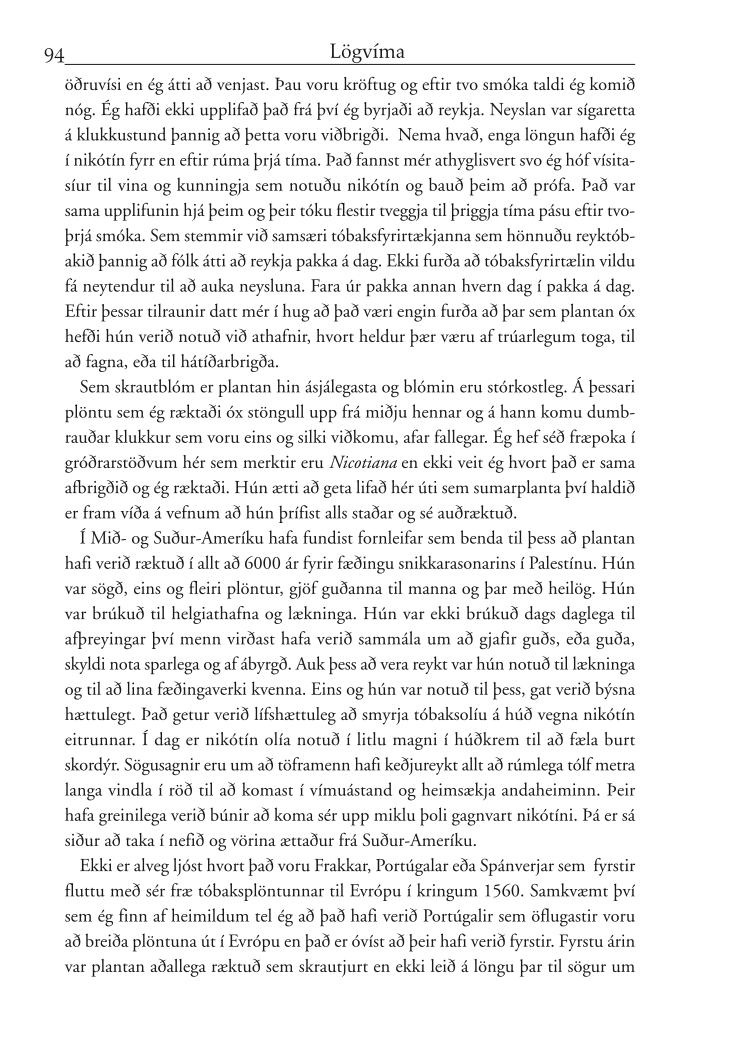 94
Lögvíma
öðruvísi en ég átti að venjast. Þau voru kröftug og eftir tvo smóka taldi ég komið
nóg. Ég hafði ekki upplifað það frá því ég byrjaði að reykja. Neyslan var sígaretta
á klukkustund þannig að þetta voru viðbrigði.  Nema hvað, enga löngun hafði ég
í nikótín fyrr en eftir rúma þrjá tíma. Það fannst mér athyglisvert svo ég hóf vísita-
síur til vina og kunningja sem notuðu nikótín og bauð þeim að prófa. Það var
sama upplifunin hjá þeim og þeir tóku flestir tveggja til þriggja tíma pásu eftir tvo-
þrjá smóka. Sem stemmir við samsæri tóbaksfyrirtækjanna sem hönnuðu reyktób-
akið þannig að fólk átti að reykja pakka á dag. Ekki furða að tóbaksfyrirtælin vildu
fá neytendur til að auka neysluna. Fara úr pakka annan hvern dag í pakka á dag.
Eftir þessar tilraunir datt mér í hug að það væri engin furða að þar sem plantan óx
hefði hún verið notuð við athafnir, hvort heldur þær væru af trúarlegum toga, til
að fagna, eða til hátíðarbrigða.
Sem skrautblóm er plantan hin ásjálegasta og blómin eru stórkostleg. Á þessari
plöntu sem ég ræktaði óx stöngull upp frá miðju hennar og á hann komu dumb-
rauðar klukkur sem voru eins og silki viðkomu, afar fallegar. Ég hef séð fræpoka í
gróðrarstöðvum hér sem merktir eru Nicotiana en ekki veit ég hvort það er sama
afbrigðið og ég ræktaði. Hún ætti að geta lifað hér úti sem sumarplanta því haldið
er fram víða á vefnum að hún þrífist alls staðar og sé auðræktuð.
Í Mið- og Suður-Ameríku hafa fundist fornleifar sem benda til þess að plantan
hafi verið ræktuð í allt að 6000 ár fyrir fæðingu snikkarasonarins í Palestínu. Hún
var sögð, eins og fleiri plöntur, gjöf guðanna til manna og þar með heilög. Hún
var brúkuð til helgiathafna og lækninga. Hún var ekki brúkuð dags daglega til
afþreyingar því menn virðast hafa verið sammála um að gjafir guðs, eða guða,
skyldi nota sparlega og af ábyrgð. Auk þess að vera reykt var hún notuð til lækninga
og til að lina fæðingaverki kvenna. Eins og hún var notuð til þess, gat verið býsna
hættulegt. Það getur verið lífshættuleg að smyrja tóbaksolíu á húð vegna nikótín
eitrunnar. Í dag er nikótín olía notuð í litlu magni í húðkrem til að fæla burt
skordýr. Sögusagnir eru um að töframenn hafi keðjureykt allt að rúmlega tólf metra
langa vindla í röð til að komast í vímuástand og heimsækja andaheiminn. Þeir
hafa greinilega verið búnir að koma sér upp miklu þoli gagnvart nikótíni. Þá er sá
siður að taka í nefið og vörina ættaður frá Suður-Ameríku.
Ekki er alveg ljóst hvort það voru Frakkar, Portúgalar eða Spánverjar sem  fyrstir
fluttu með sér fræ tóbaksplöntunnar til Evrópu í kringum 1560. Samkvæmt því
sem ég finn af heimildum tel ég að það hafi verið Portúgalir sem öflugastir voru
að breiða plöntuna út í Evrópu en það er óvíst að þeir hafi verið fyrstir. Fyrstu árin
var plantan aðallega ræktuð sem skrautjurt en ekki leið á löngu þar til sögur um